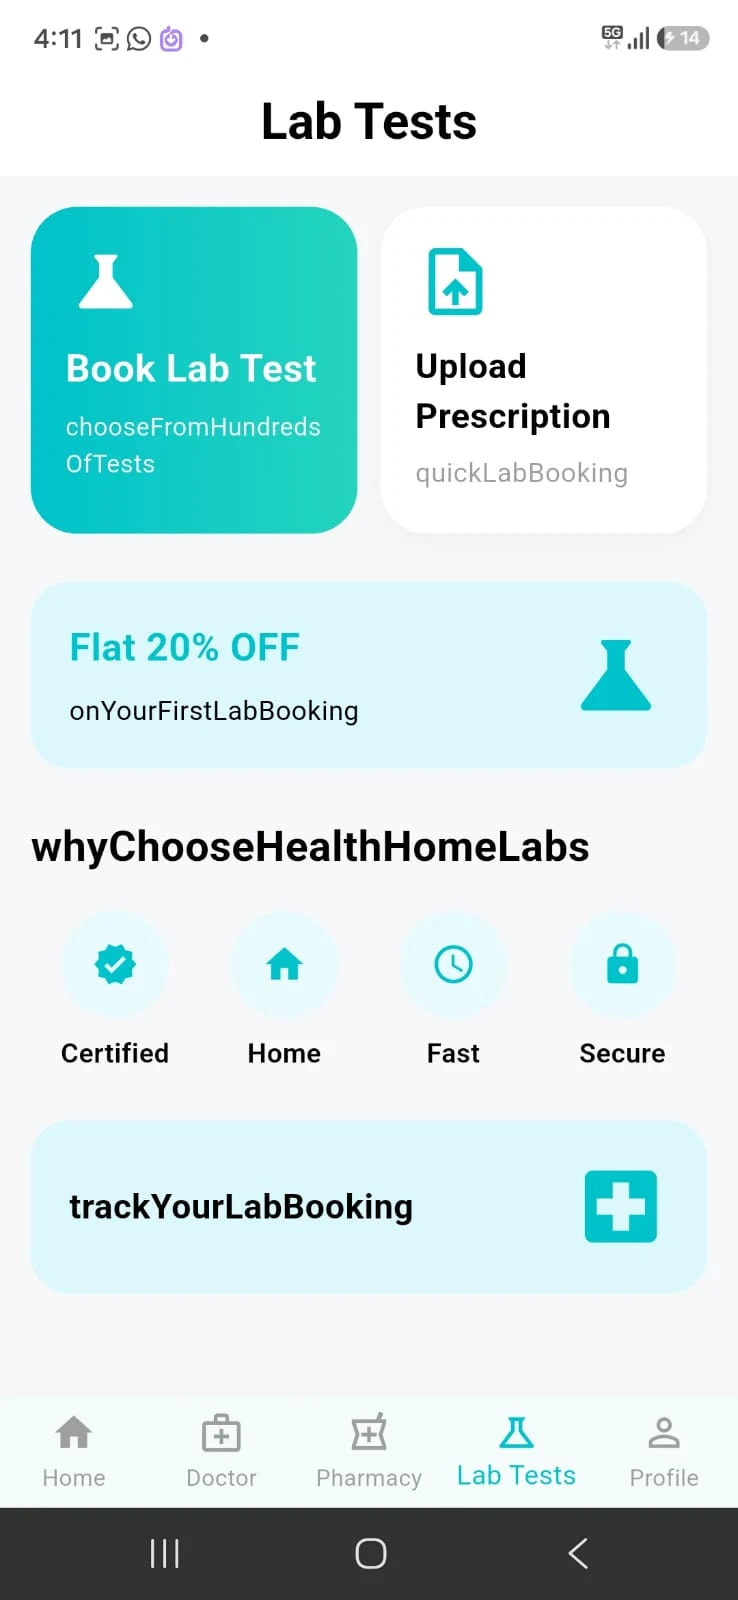 4:11
5G
14
Lab Tests
Book Lab Test
chooseFromHundreds
OfTests
Upload
Prescription
quickLabBooking
Flat 20% OFF
onYourFirstLabBooking
whyChooseHealthHomeLabs
Certified
Home
Fast
Secure
trackYourLabBooking
Home
Doctor
Pharmacy
Lab Tests
Profile